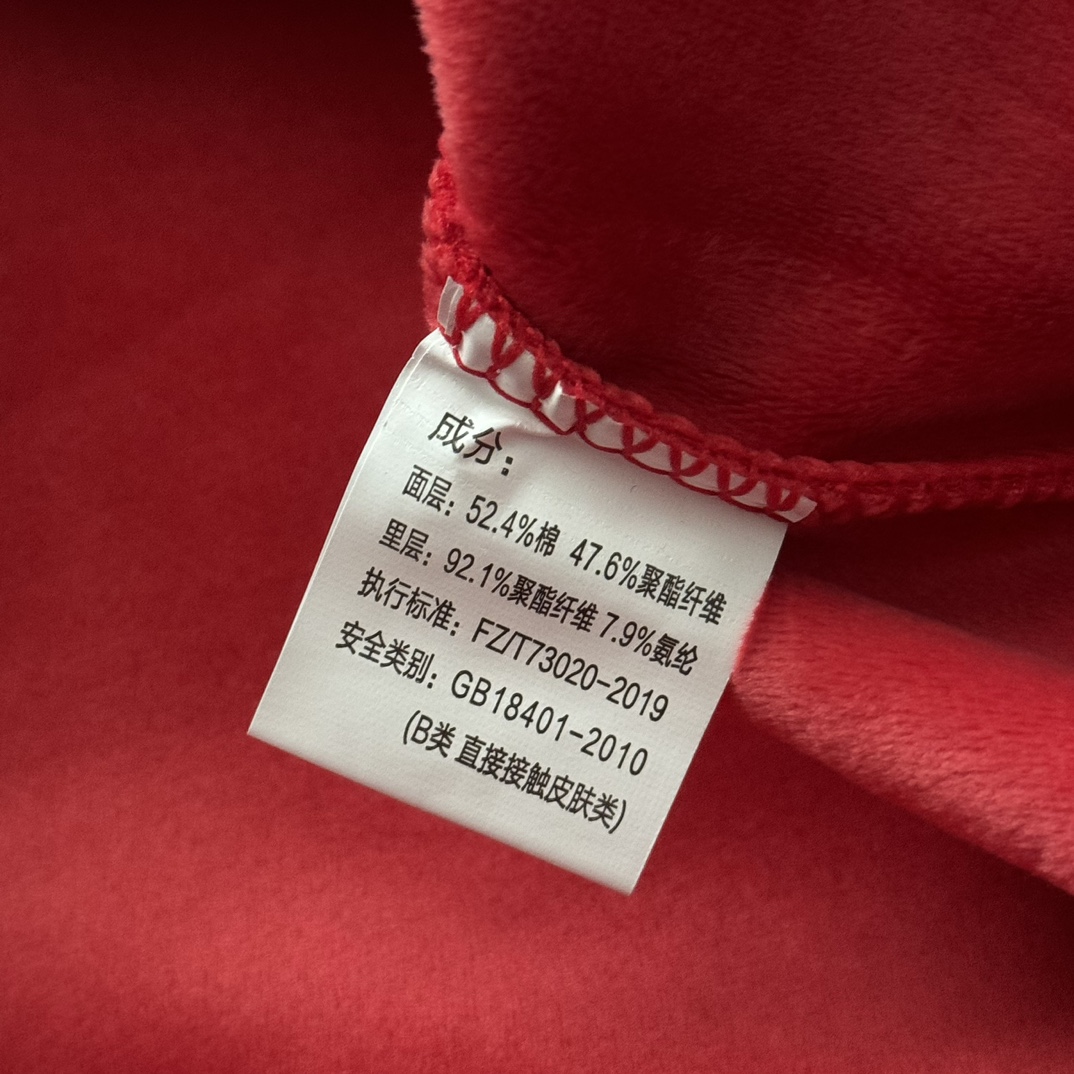 成分：
面层：52.4%棉 47.6%聚酯纤维
里层：92.1%聚酯纤维 7.9%氨纶
执行标准：FZ/T73020-2019
安全类别：GB18401-2010
(B类 直接接触皮肤类)